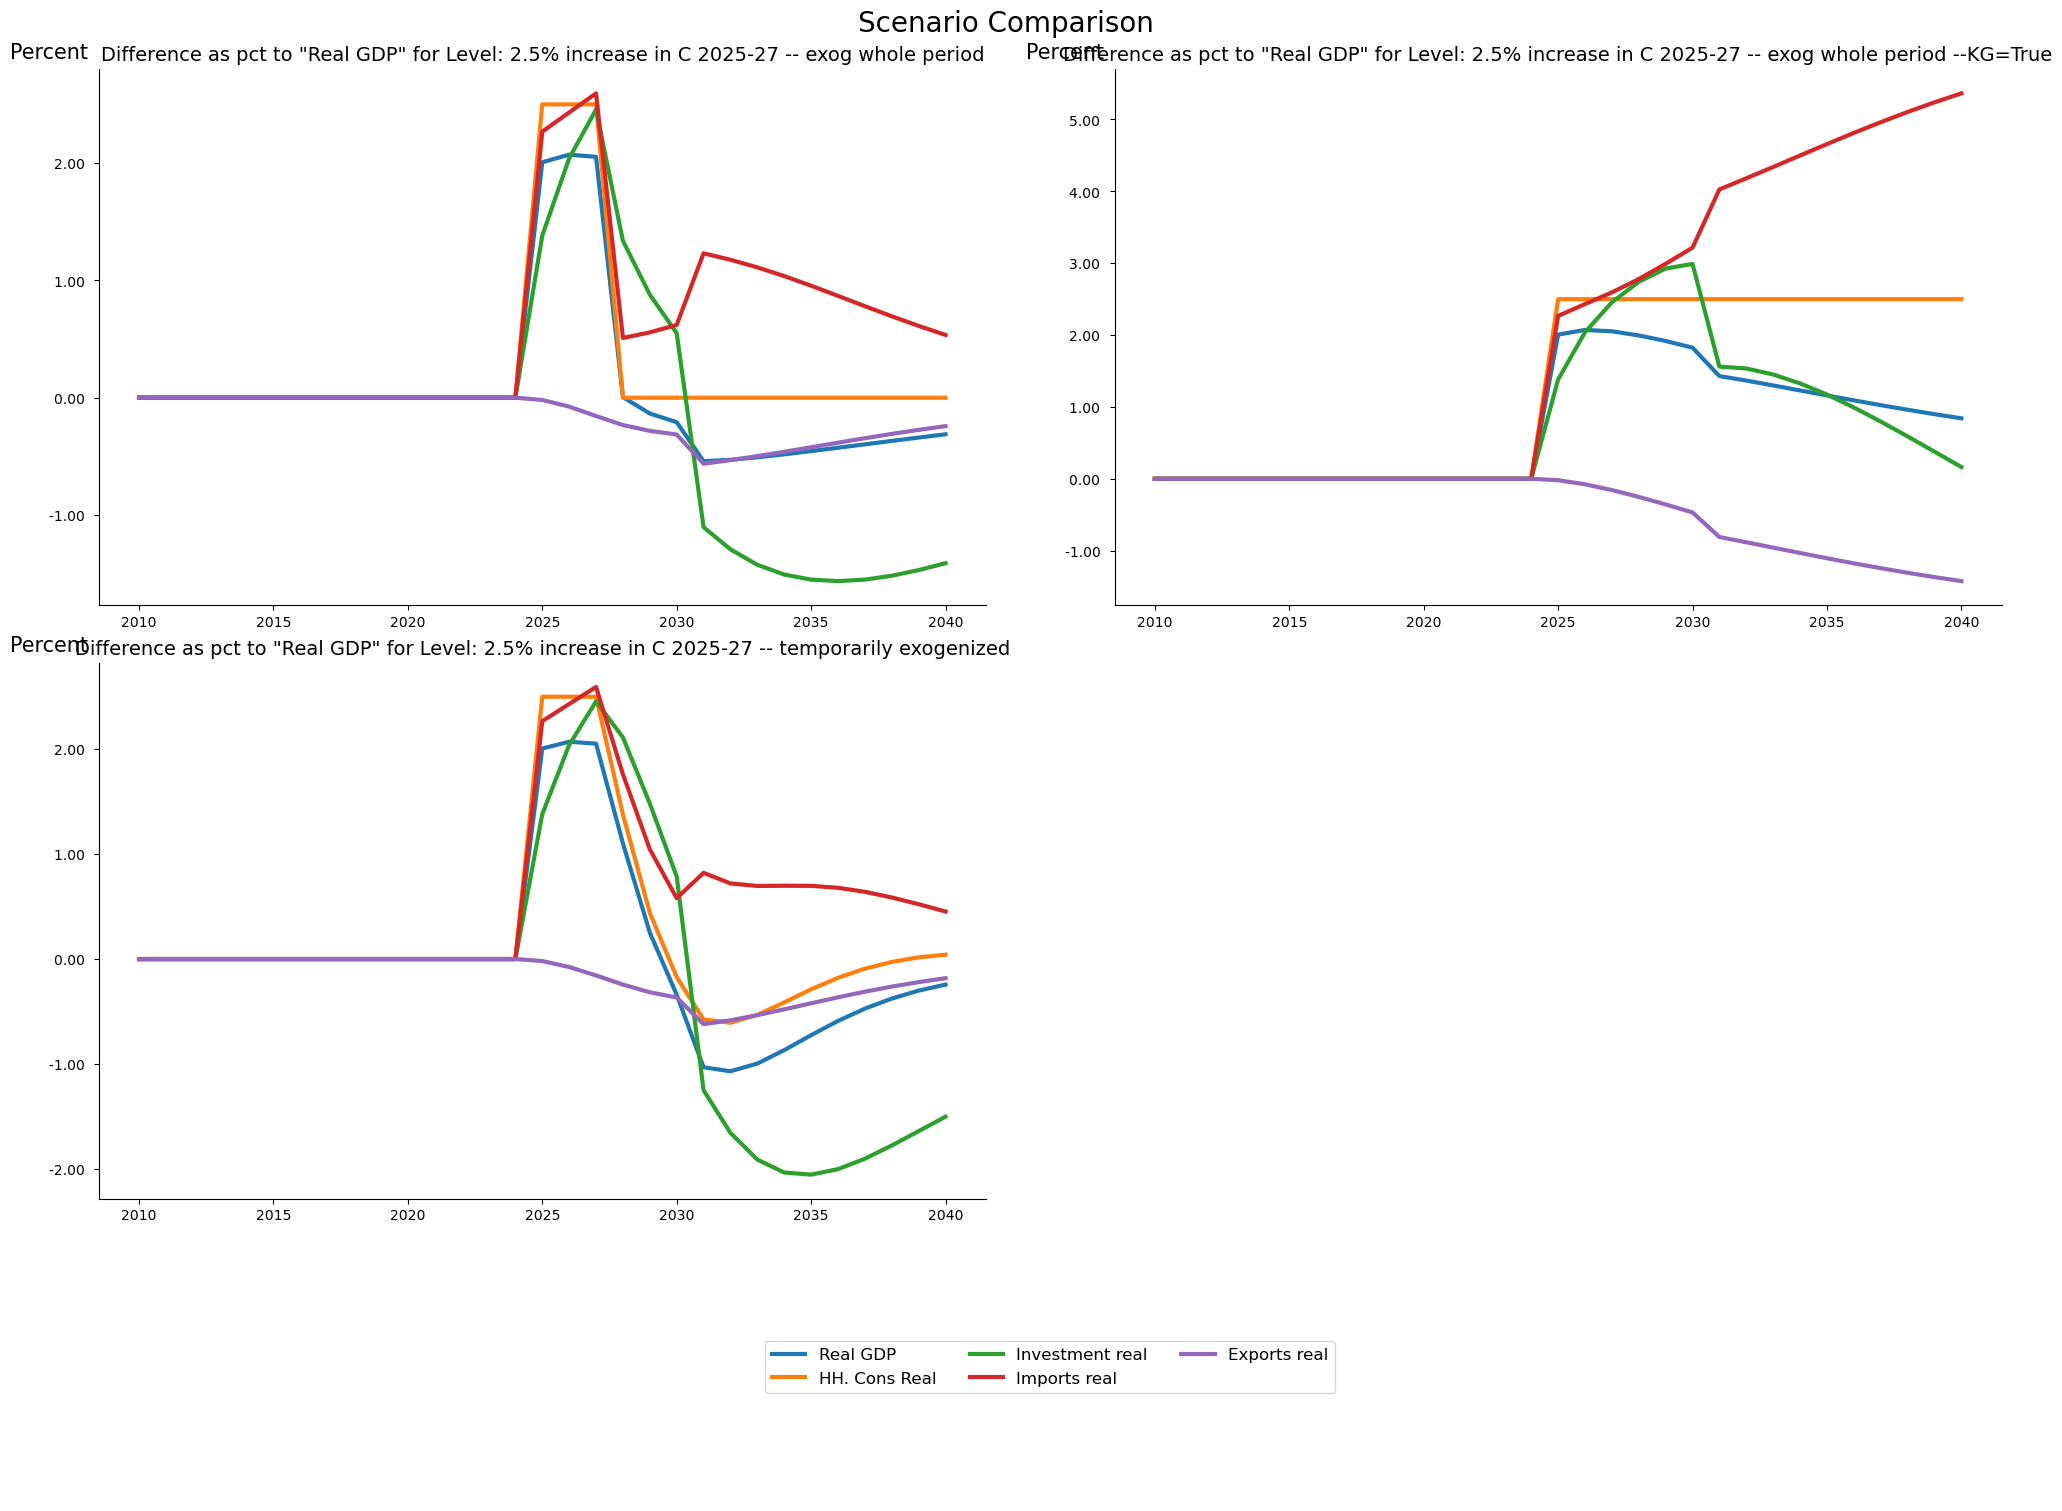 Scenario Comparison
Percent
Difference as pct to "Real GDP" for Level: 2.5% increase in C 2025-27 -- exog whole period
2.00
1.00
0.00
-1.00
2010 2015 2020 2025 2030 2035 2040
Percent
Difference as pct to "Real GDP" for Level: 2.5% increase in C 2025-27 -- exog whole period --KG=True
5.00
4.00
3.00
2.00
1.00
0.00
-1.00
2010 2015 2020 2025 2030 2035 2040
Percent
Difference as pct to "Real GDP" for Level: 2.5% increase in C 2025-27 -- temporarily exogenized
2.00
1.00
0.00
-1.00
-2.00
2010 2015 2020 2025 2030 2035 2040
Real GDP Investment real Exports real
HH. Cons Real Imports real